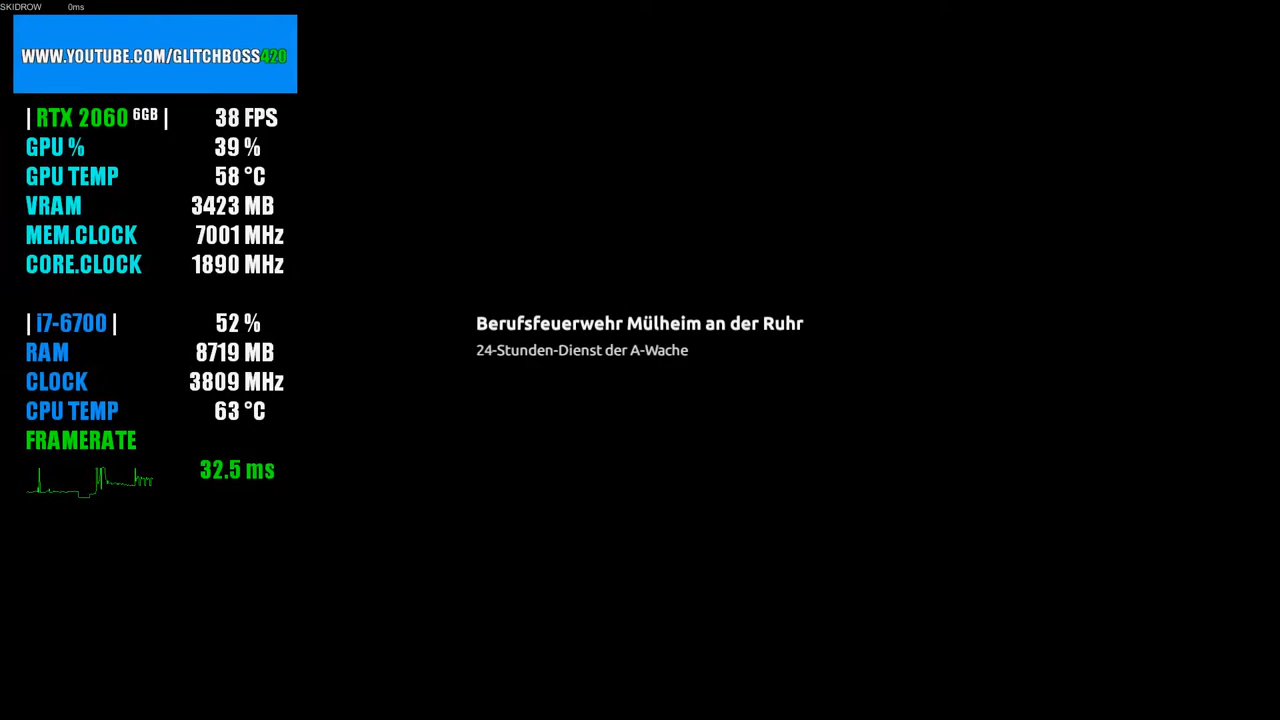 SKIDROW 0ms
WWW.YOUTUBE.COM/GLITCHBOSS420
| RTX 2060 6GB | 38 FPS
GPU % 39 %
GPU TEMP 58 °C
VRAM 3423 MB
MEM.CLOCK 7001 MHz
CORE.CLOCK 1890 MHz
| i7-6700 | 52 %
Berufsfeuerwehr Mülheim an der Ruhr
24-Stunden-Dienst der A-Wache
RAM 8719 MB
CLOCK 3809 MHz
CPU TEMP 63 °C
FRAMERATE
32.5 ms